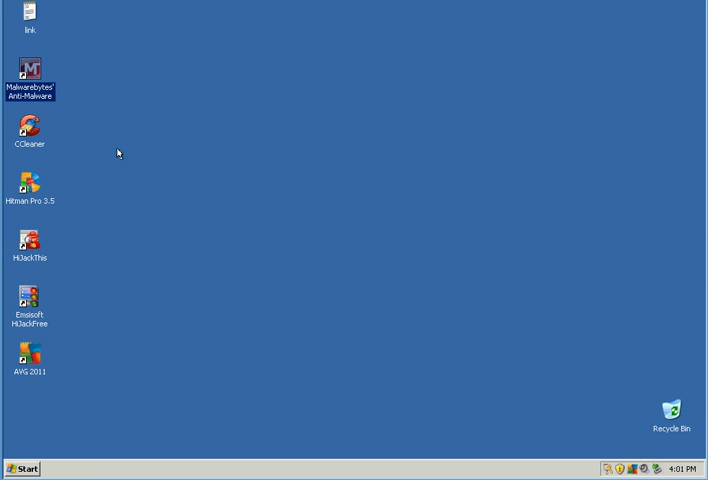 link
Malwarebytes'
Anti-Malware
CCleaner
Hitman Pro 3.5
HiJackThis
Emsisoft
HiJackFree
AVG 2011
Recycle Bin
Start
4:01 PM